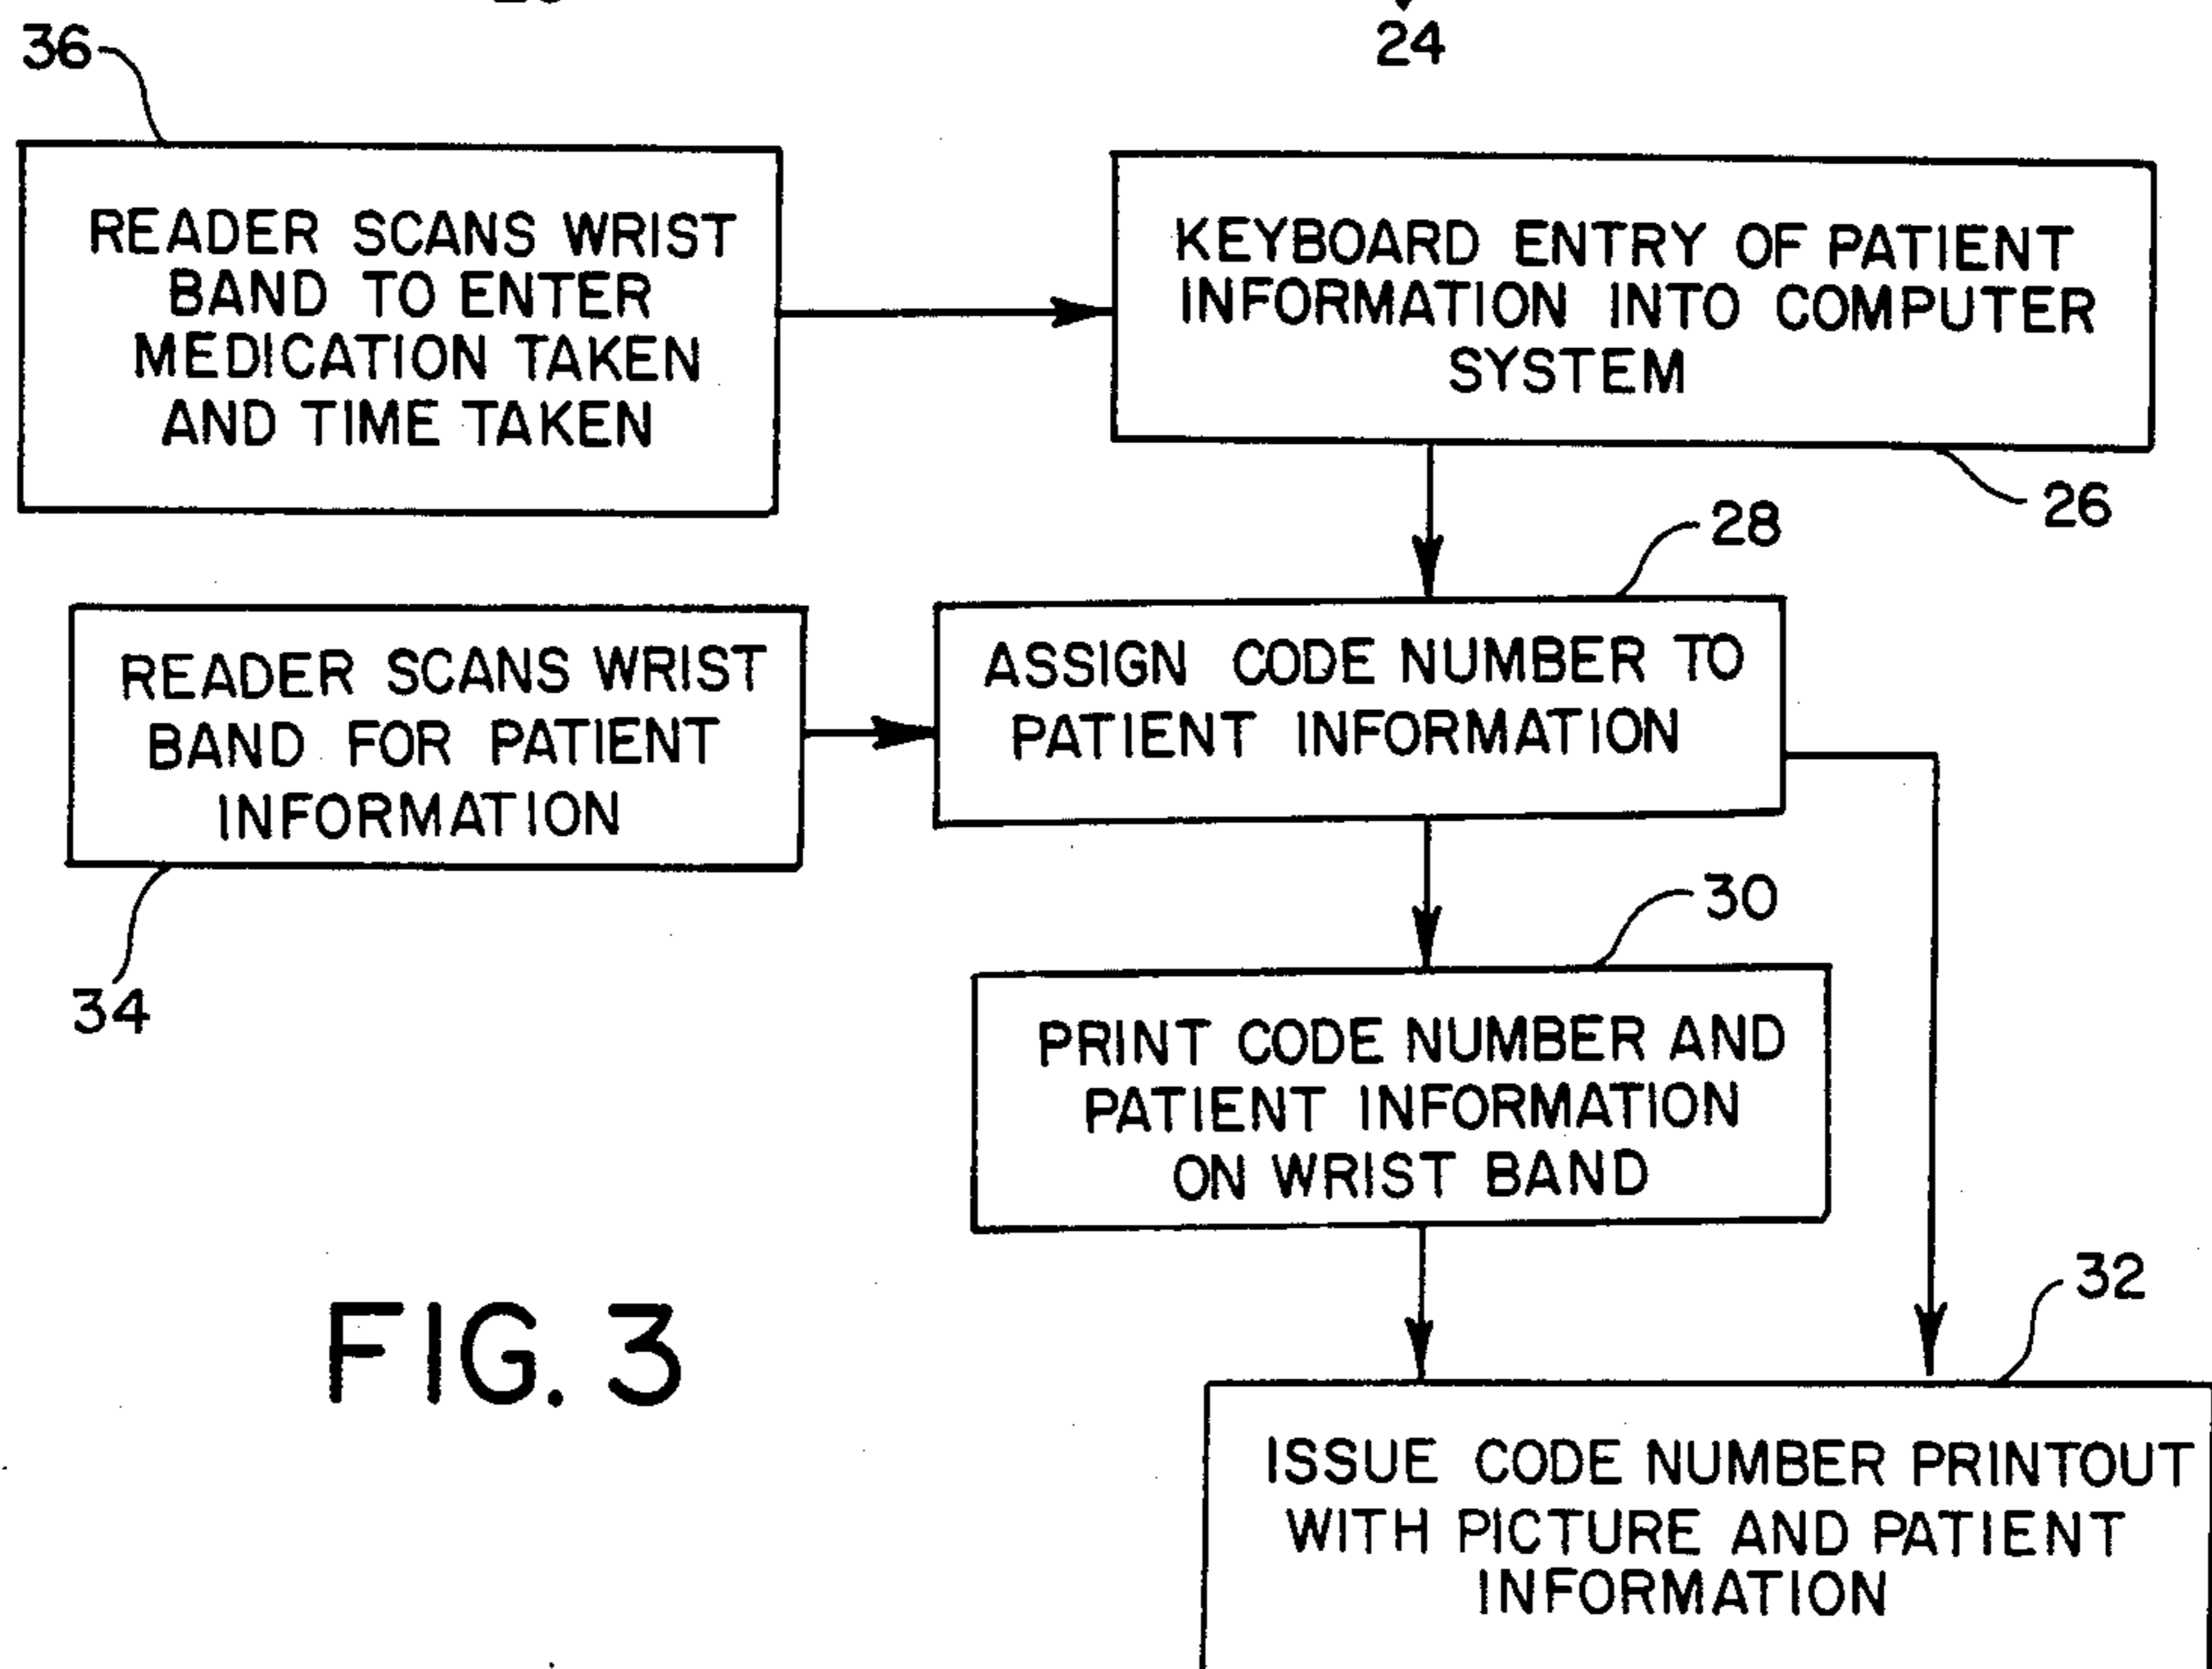 24
36
READER SCANS WRIST
BAND TO ENTER
MEDICATION TAKEN
AND TIME TAKEN
KEYBOARD ENTRY OF PATIENT
INFORMATION INTO COMPUTER
SYSTEM
26
28
READER SCANS WRIST
BAND FOR PATIENT
INFORMATION
34
ASSIGN CODE NUMBER TO
PATIENT INFORMATION
30
PRINT CODE NUMBER AND
PATIENT INFORMATION
ON WRIST BAND
32
FIG. 3
ISSUE CODE NUMBER PRINTOUT
WITH PICTURE AND PATIENT
INFORMATION